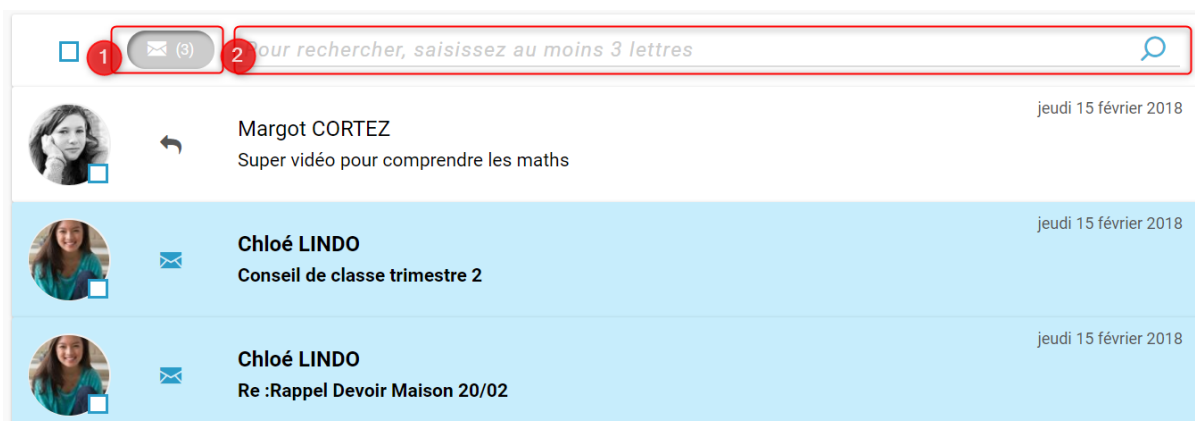 1 (3) 2 Pour rechercher, saisissez au moins 3 lettres
jeudi 15 février 2018
Margot CORTEZ
Super vidéo pour comprendre les maths
jeudi 15 février 2018
Chloé LINDO
Conseil de classe trimestre 2
jeudi 15 février 2018
Chloé LINDO
Re :Rappel Devoir Maison 20/02